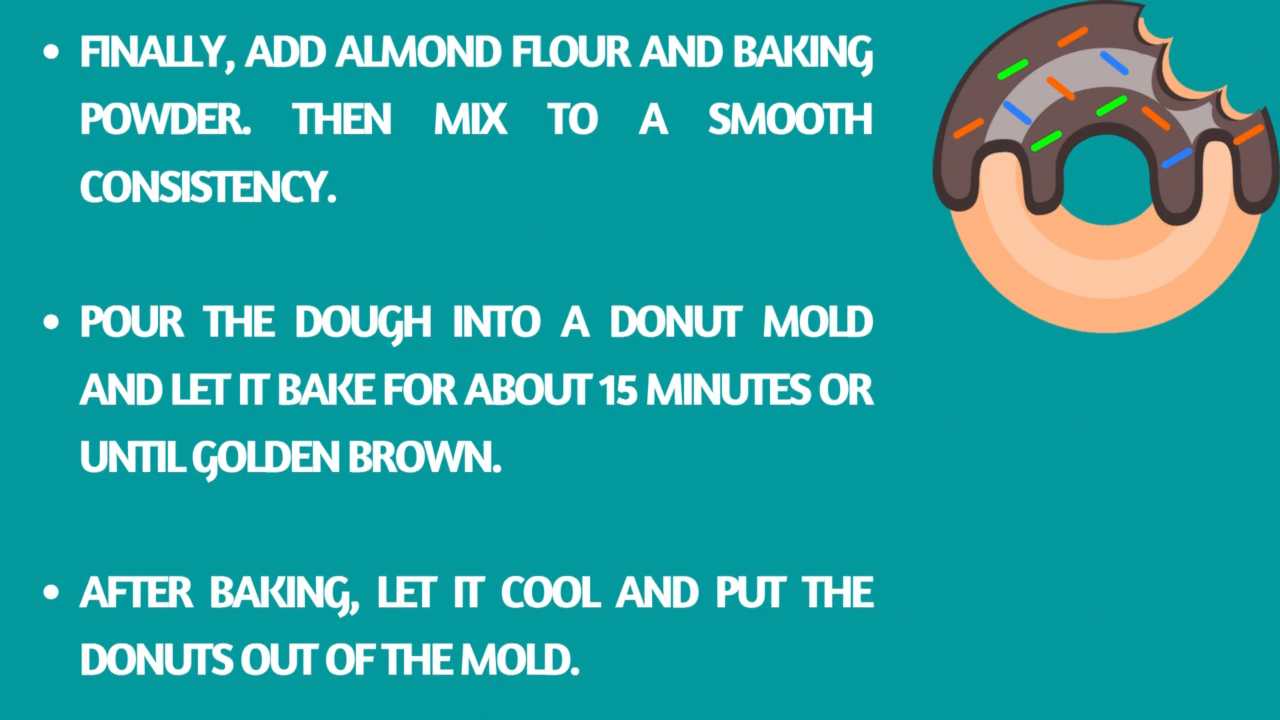 • FINALLY, ADD ALMOND FLOUR AND BAKING
POWDER. THEN MIX TO A SMOOTH
CONSISTENCY.
• POUR THE DOUGH INTO A DONUT MOLD
AND LET IT BAKE FOR ABOUT 15 MINUTES OR
UNTIL GOLDEN BROWN.
• AFTER BAKING, LET IT COOL AND PUT THE
DONUTS OUT OF THE MOLD.